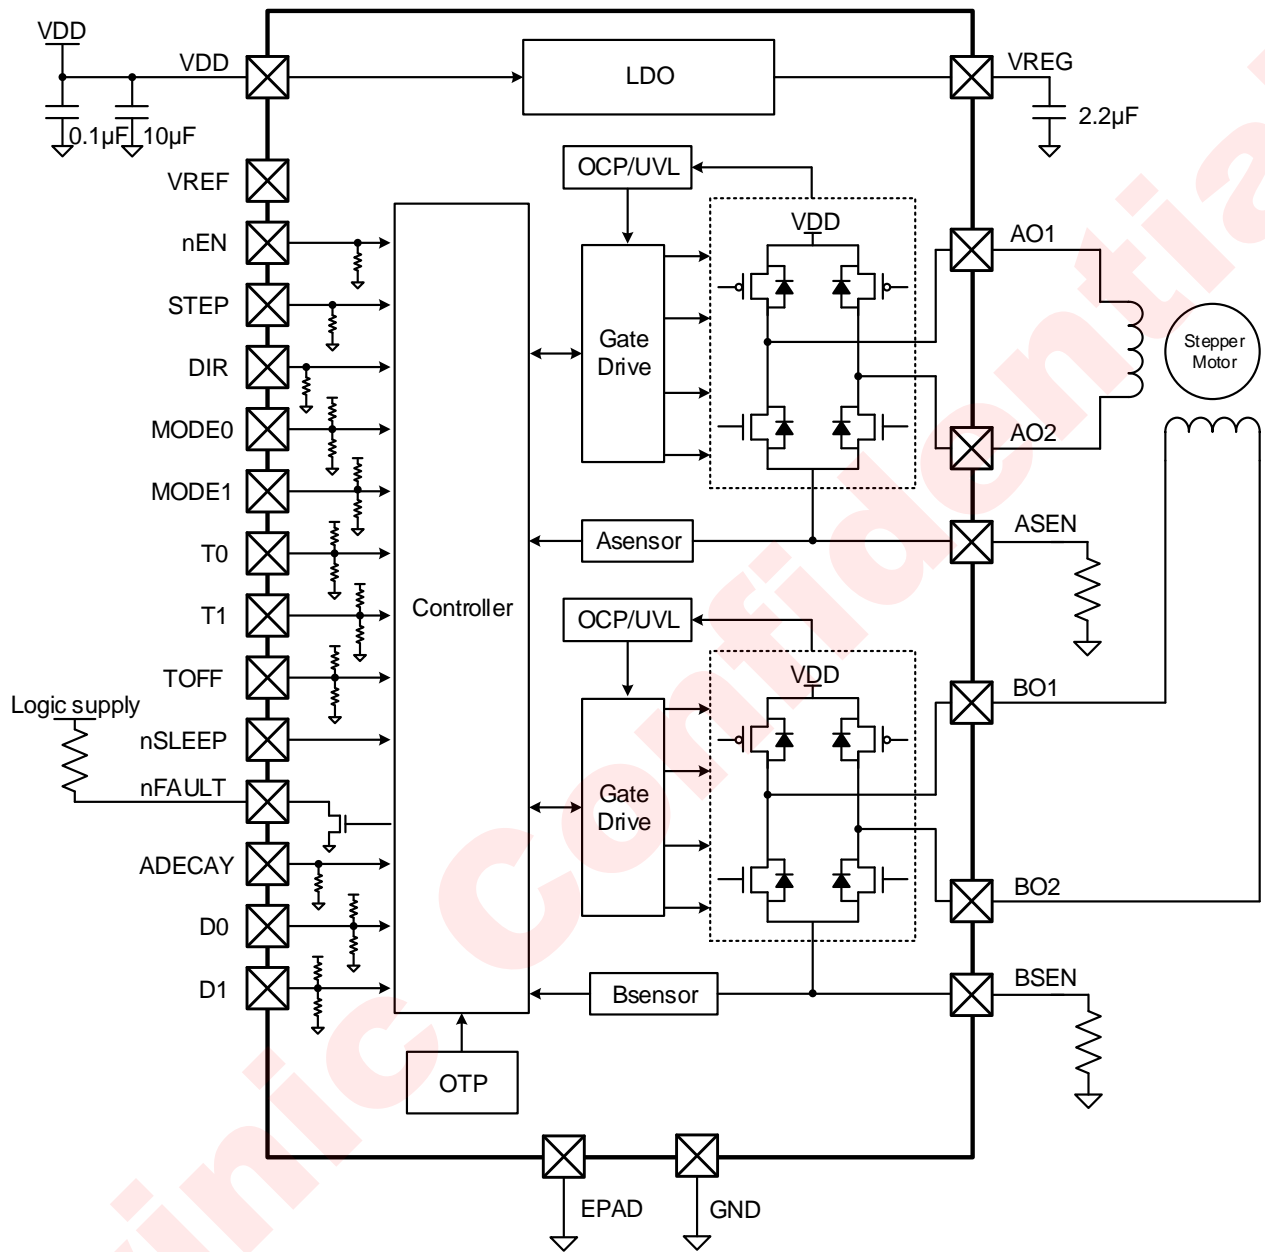 VDD
VDD
LDO
VREG
0.1µF
10µF
2.2µF
OCP/UVL
VREF
VDD
nEN
AO1
STEP
Gate
Drive
Stepper
Motor
DIR
MODE0
AO2
MODE1
ASEN
T0
Asensor
T1
Controller
OCP/UVL
TOFF
VDD
BO1
Logic supply
nSLEEP
nFAULT
Gate
Drive
ADECAY
BO2
D0
D1
Bsensor
BSEN
OTP
EPAD
GND
inic Confidential